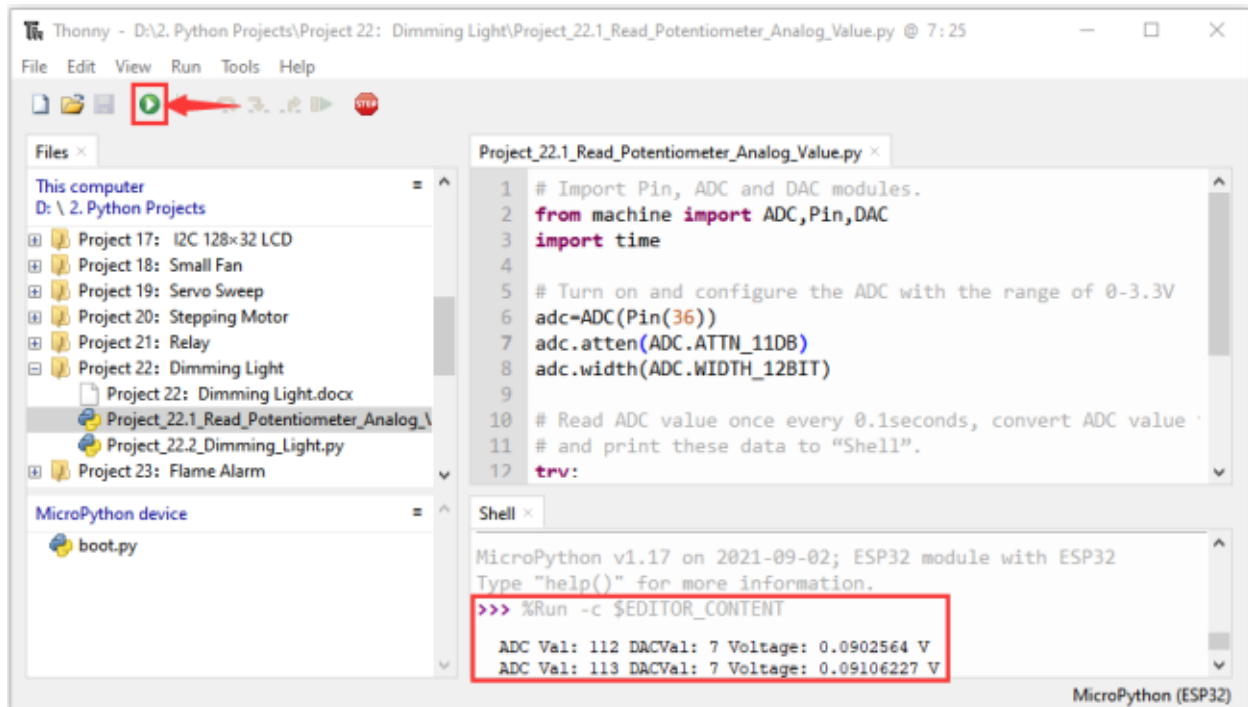 Thonny - D:\2. Python Projects\Project 22: Dimming Light\Project_22.1_Read_Potentiometer_Analog_Value.py @ 7:25
File Edit View Run Tools Help
STOP
Files
This computer
D: \ 2. Python Projects
Project 17: I2C 128×32 LCD
Project 18: Small Fan
Project 19: Servo Sweep
Project 20: Stepping Motor
Project 21: Relay
Project 22: Dimming Light
Project 22: Dimming Light.docx
Project_22.1_Read_Potentiometer_Analog_V
Project_22.2_Dimming_Light.py
Project 23: Flame Alarm
MicroPython device
boot.py
Project_22.1_Read_Potentiometer_Analog_Value.py
1 # Import Pin, ADC and DAC modules.
2 from machine import ADC,Pin,DAC
3 import time
4
5 # Turn on and configure the ADC with the range of 0-3.3V
6 adc=ADC(Pin(36))
7 adc.atten(ADC.ATTN_11DB)
8 adc.width(ADC.WIDTH_12BIT)
9
10 # Read ADC value once every 0.1seconds, convert ADC value
11 # and print these data to “Shell”.
12 try:
Shell
MicroPython v1.17 on 2021-09-02; ESP32 module with ESP32
Type "help()" for more information.
>>> %Run -c $EDITOR_CONTENT
ADC Val: 112 DACVal: 7 Voltage: 0.0902564 V
ADC Val: 113 DACVal: 7 Voltage: 0.09106227 V
MicroPython (ESP32)